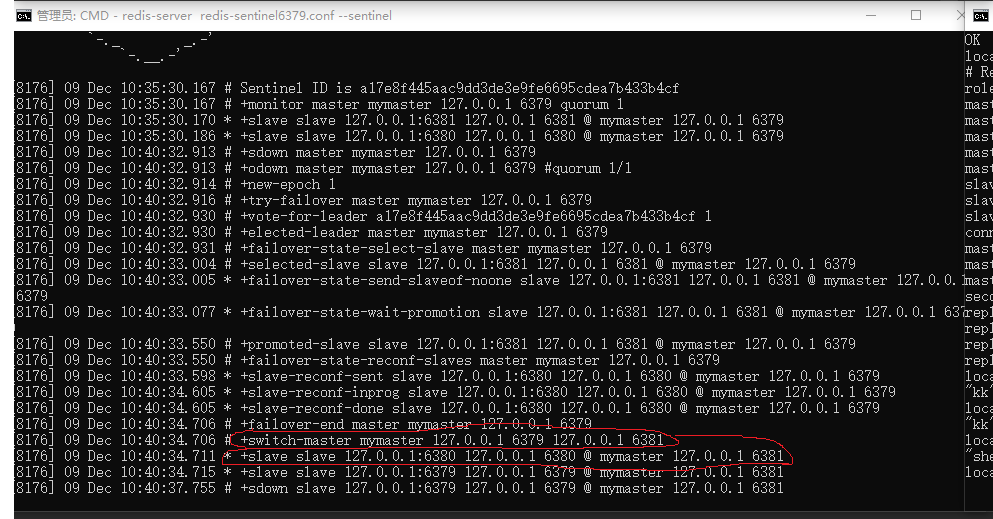 管理员: CMD - redis-server  redis-sentinel6379.conf --sentinel
[8176] 09 Dec 10:35:30.167 # Sentinel ID is a17e8f445aac9dd3de3e9fe6695cdea7b433b4cf
[8176] 09 Dec 10:35:30.167 # +monitor master mymaster 127.0.0.1 6379 quorum 1
[8176] 09 Dec 10:35:30.170 * +slave slave 127.0.0.1:6381 127.0.0.1 6381 @ mymaster 127.0.0.1 6379
[8176] 09 Dec 10:35:30.186 * +slave slave 127.0.0.1:6380 127.0.0.1 6380 @ mymaster 127.0.0.1 6379
[8176] 09 Dec 10:40:32.913 # +sdown master mymaster 127.0.0.1 6379
[8176] 09 Dec 10:40:32.913 # +odown master mymaster 127.0.0.1 6379 #quorum 1/1
[8176] 09 Dec 10:40:32.914 # +new-epoch 1
[8176] 09 Dec 10:40:32.916 # +try-failover master mymaster 127.0.0.1 6379
[8176] 09 Dec 10:40:32.930 # +vote-for-leader a17e8f445aac9dd3de3e9fe6695cdea7b433b4cf 1
[8176] 09 Dec 10:40:32.930 # +elected-leader master mymaster 127.0.0.1 6379
[8176] 09 Dec 10:40:32.931 # +failover-state-select-slave master mymaster 127.0.0.1 6379
[8176] 09 Dec 10:40:33.004 # +selected-slave slave 127.0.0.1:6381 127.0.0.1 6381 @ mymaster 127.0.0.1 6379
[8176] 09 Dec 10:40:33.005 * +failover-state-send-slaveof-noone slave 127.0.0.1:6381 127.0.0.1 6381 @ mymaster 127.0.0.1
6379
[8176] 09 Dec 10:40:33.077 * +failover-state-wait-promotion slave 127.0.0.1:6381 127.0.0.1 6381 @ mymaster 127.0.0.1 637
[8176] 09 Dec 10:40:33.550 # +promoted-slave slave 127.0.0.1:6381 127.0.0.1 6381 @ mymaster 127.0.0.1 6379
[8176] 09 Dec 10:40:33.550 # +failover-state-reconf-slaves master mymaster 127.0.0.1 6379
[8176] 09 Dec 10:40:33.598 * +slave-reconf-sent slave 127.0.0.1:6380 127.0.0.1 6380 @ mymaster 127.0.0.1 6379
[8176] 09 Dec 10:40:34.605 * +slave-reconf-inprog slave 127.0.0.1:6380 127.0.0.1 6380 @ mymaster 127.0.0.1 6379
[8176] 09 Dec 10:40:34.605 * +slave-reconf-done slave 127.0.0.1:6380 127.0.0.1 6380 @ mymaster 127.0.0.1 6379
[8176] 09 Dec 10:40:34.706 # +failover-end master mymaster 127.0.0.1 6379
[8176] 09 Dec 10:40:34.706 # +switch-master mymaster 127.0.0.1 6379 127.0.0.1 6381
[8176] 09 Dec 10:40:34.711 * +slave slave 127.0.0.1:6380 127.0.0.1 6380 @ mymaster 127.0.0.1 6381
[8176] 09 Dec 10:40:34.715 * +slave slave 127.0.0.1:6379 127.0.0.1 6379 @ mymaster 127.0.0.1 6381
[8176] 09 Dec 10:40:37.755 # +sdown slave 127.0.0.1:6379 127.0.0.1 6379 @ mymaster 127.0.0.1 6381
OK
loca
# Re
role
mast
mast
mast
mast
mast
slav
slav
conn
mast
mast
seco
repl
repl
repl
loca
"kk"
loca
"kk"
loca
"she
loca